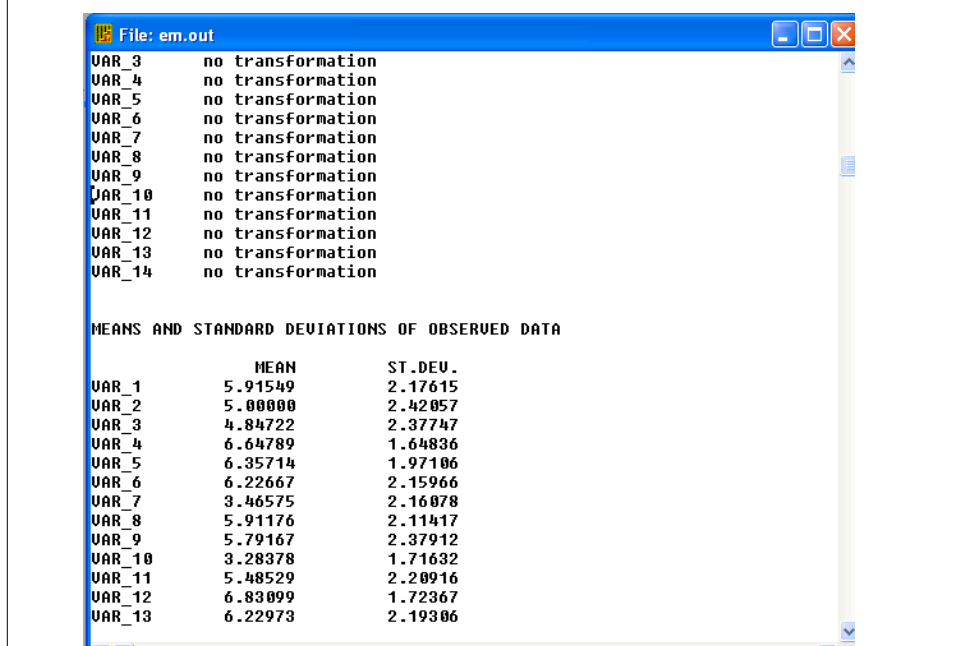 File: em.out
VAR_3 no transformation
VAR_4 no transformation
VAR_5 no transformation
VAR_6 no transformation
VAR_7 no transformation
VAR_8 no transformation
VAR_9 no transformation
VAR_10 no transformation
VAR_11 no transformation
VAR_12 no transformation
VAR_13 no transformation
VAR_14 no transformation
MEANS AND STANDARD DEVIATIONS OF OBSERVED DATA
MEAN ST.DEV.
VAR_1 5.91549 2.17615
VAR_2 5.00000 2.42057
VAR_3 4.84722 2.37747
VAR_4 6.64789 1.64836
VAR_5 6.35714 1.97106
VAR_6 6.22667 2.15966
VAR_7 3.46575 2.16078
VAR_8 5.91176 2.11417
VAR_9 5.79167 2.37912
VAR_10 3.28378 1.71632
VAR_11 5.48529 2.20916
VAR_12 6.83099 1.72367
VAR_13 6.22973 2.19306